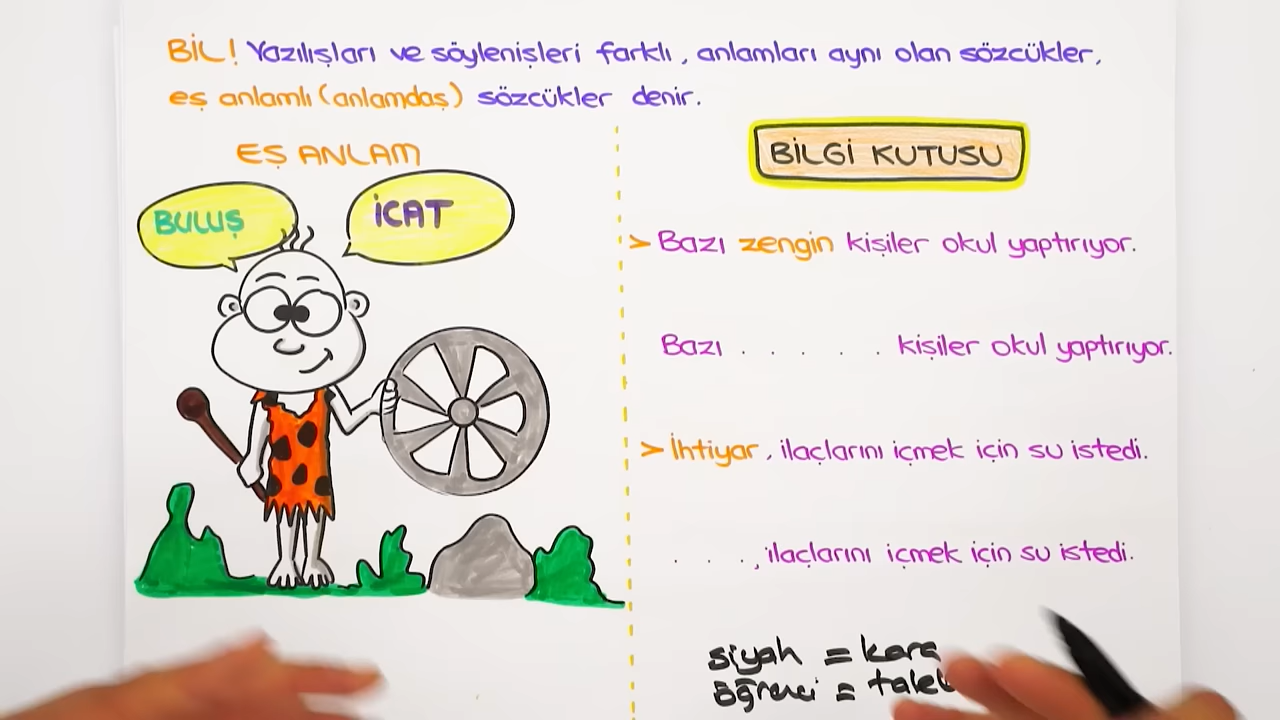 BİL! Yazılışları ve söylenişleri farklı, anlamları aynı olan sözcükler,
eş anlamlı (anlamdaş) sözcükler denir.
EŞ ANLAM
BULUŞ
İCAT
BİLGİ KUTUSU
> Bazı zengin kişiler okul yaptırıyor.
Bazı . . . . . kişiler okul yaptırıyor.
> İhtiyar, ilaçlarını içmek için su istedi.
. . . , ilaçlarını içmek için su istedi.
siyah = kara
öğrenci =